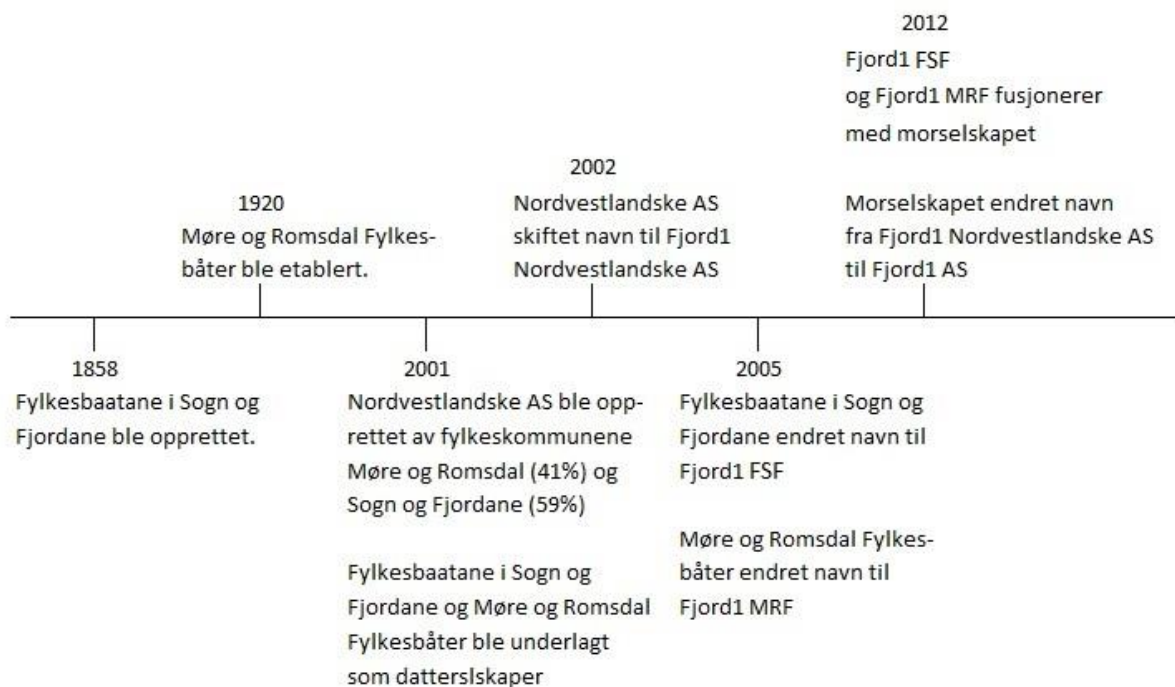 2012
Fjord1 FSF
og Fjord1 MRF fusjonerer
med morselskapet
Morselskapet endret navn
fra Fjord1 Nordvestlandske AS
til Fjord1 AS
2002
Nordvestlandske AS
skiftet navn til Fjord1
Nordvestlandske AS
1920
Møre og Romsdal Fylkes-
båter ble etablert.
1858
Fylkesbaatane i Sogn og
Fjordane ble opprettet.
2001
Nordvestlandske AS ble opp-
rettet av fylkeskommunene
Møre og Romsdal (41%) og
Sogn og Fjordane (59%)
Fylkesbaatane i Sogn og
Fjordane og Møre og Romsdal
Fylkesbåter ble underlagt
som datterslskaper
2005
Fylkesbaatane i Sogn og
Fjordane endret navn til
Fjord1 FSF
Møre og Romsdal Fylkes-
båter endret navn til
Fjord1 MRF